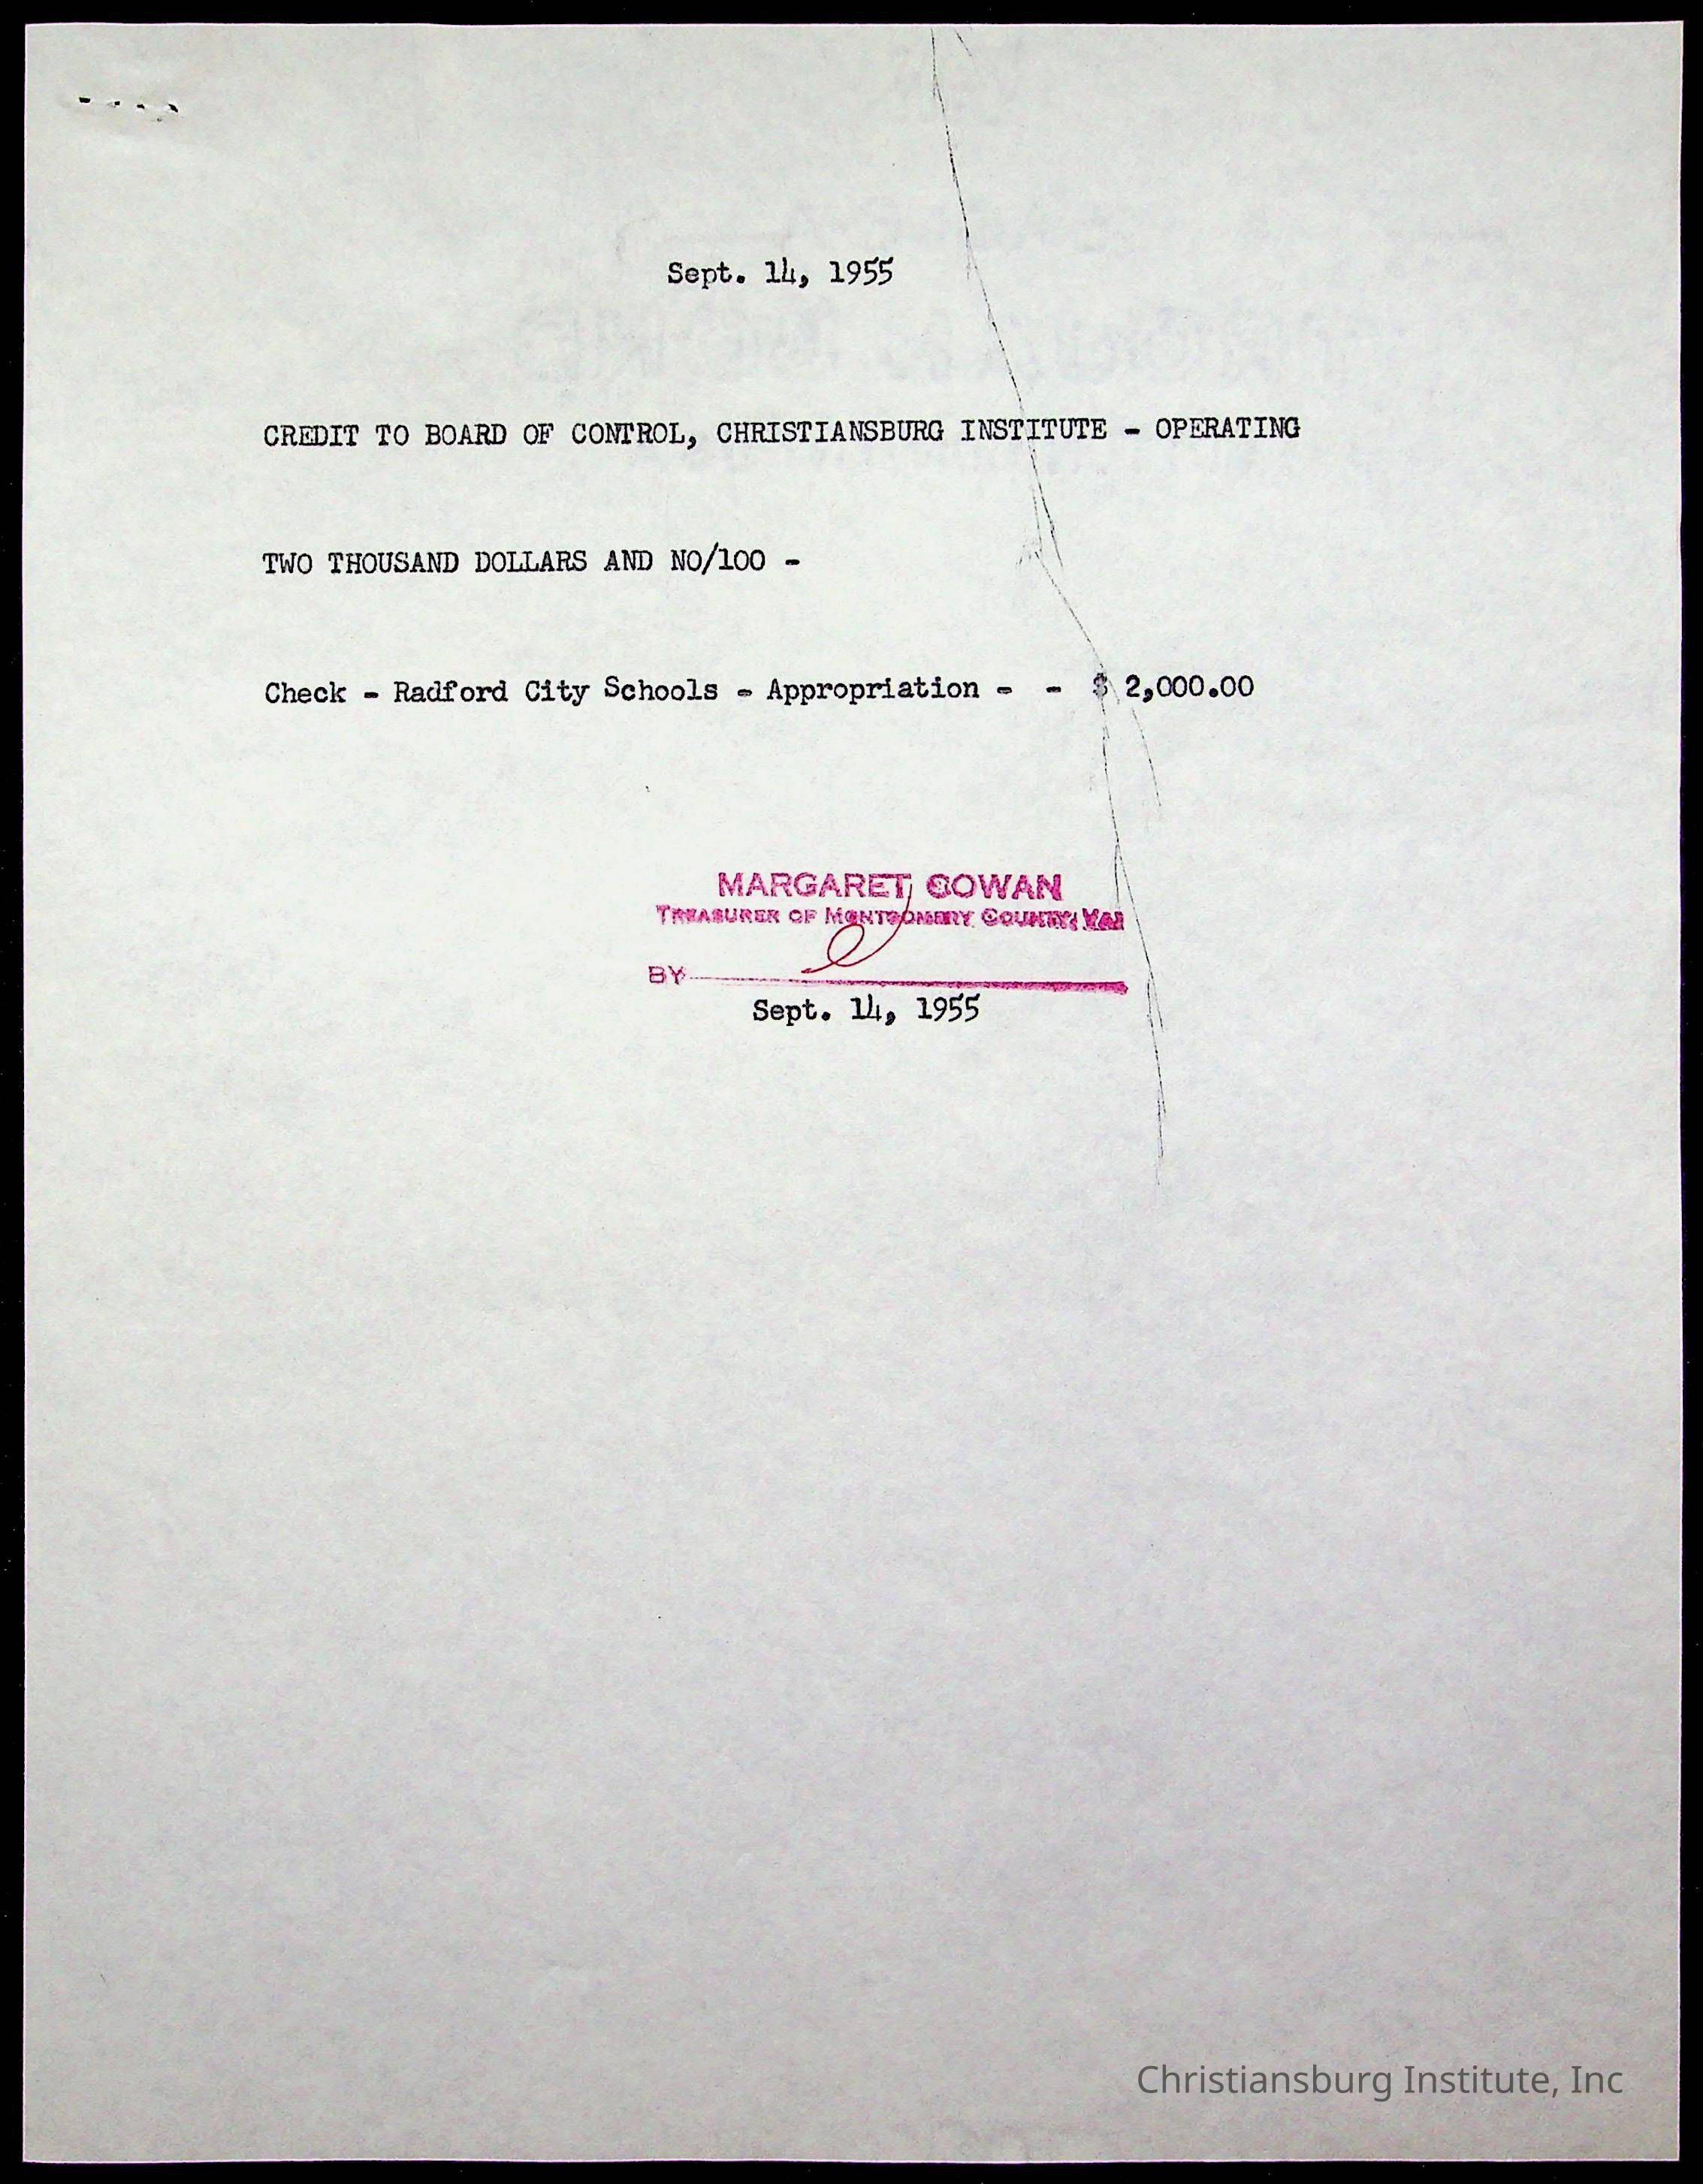 Sept. 14, 1955
CREDIT TO BOARD OF CONTROL, CHRISTIANSBURG INSTITUTE - OPERATING
TWO THOUSAND DOLLARS AND NO/100 -
Check - Radford City Schools - Appropriation - - $ 2,000.00
MARGARET COWAN
TREASURER OF MONTGOMERY COUNTY, VA.
BY
Sept. 14, 1955
Christiansburg Institute, Inc